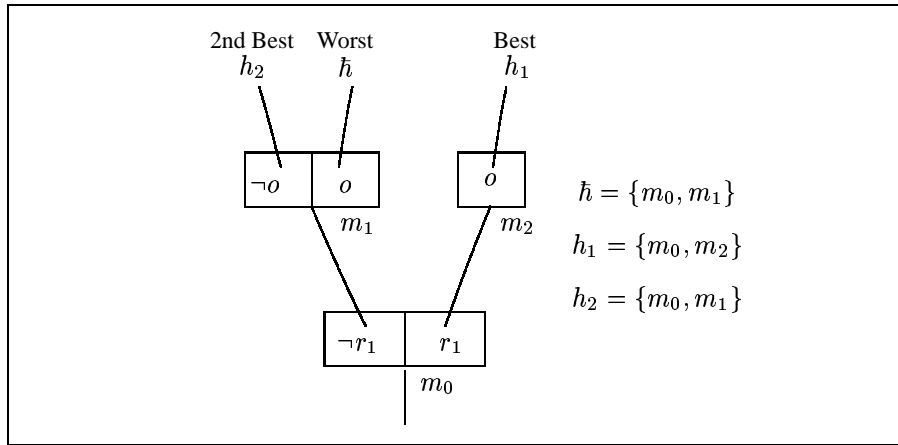 2nd Best Worst Best
h₂ ħ h₁
¬o o o
m₁ m₂
ħ = {m₀, m₁}
h₁ = {m₀, m₂}
h₂ = {m₀, m₁}
¬r₁ r₁
m₀